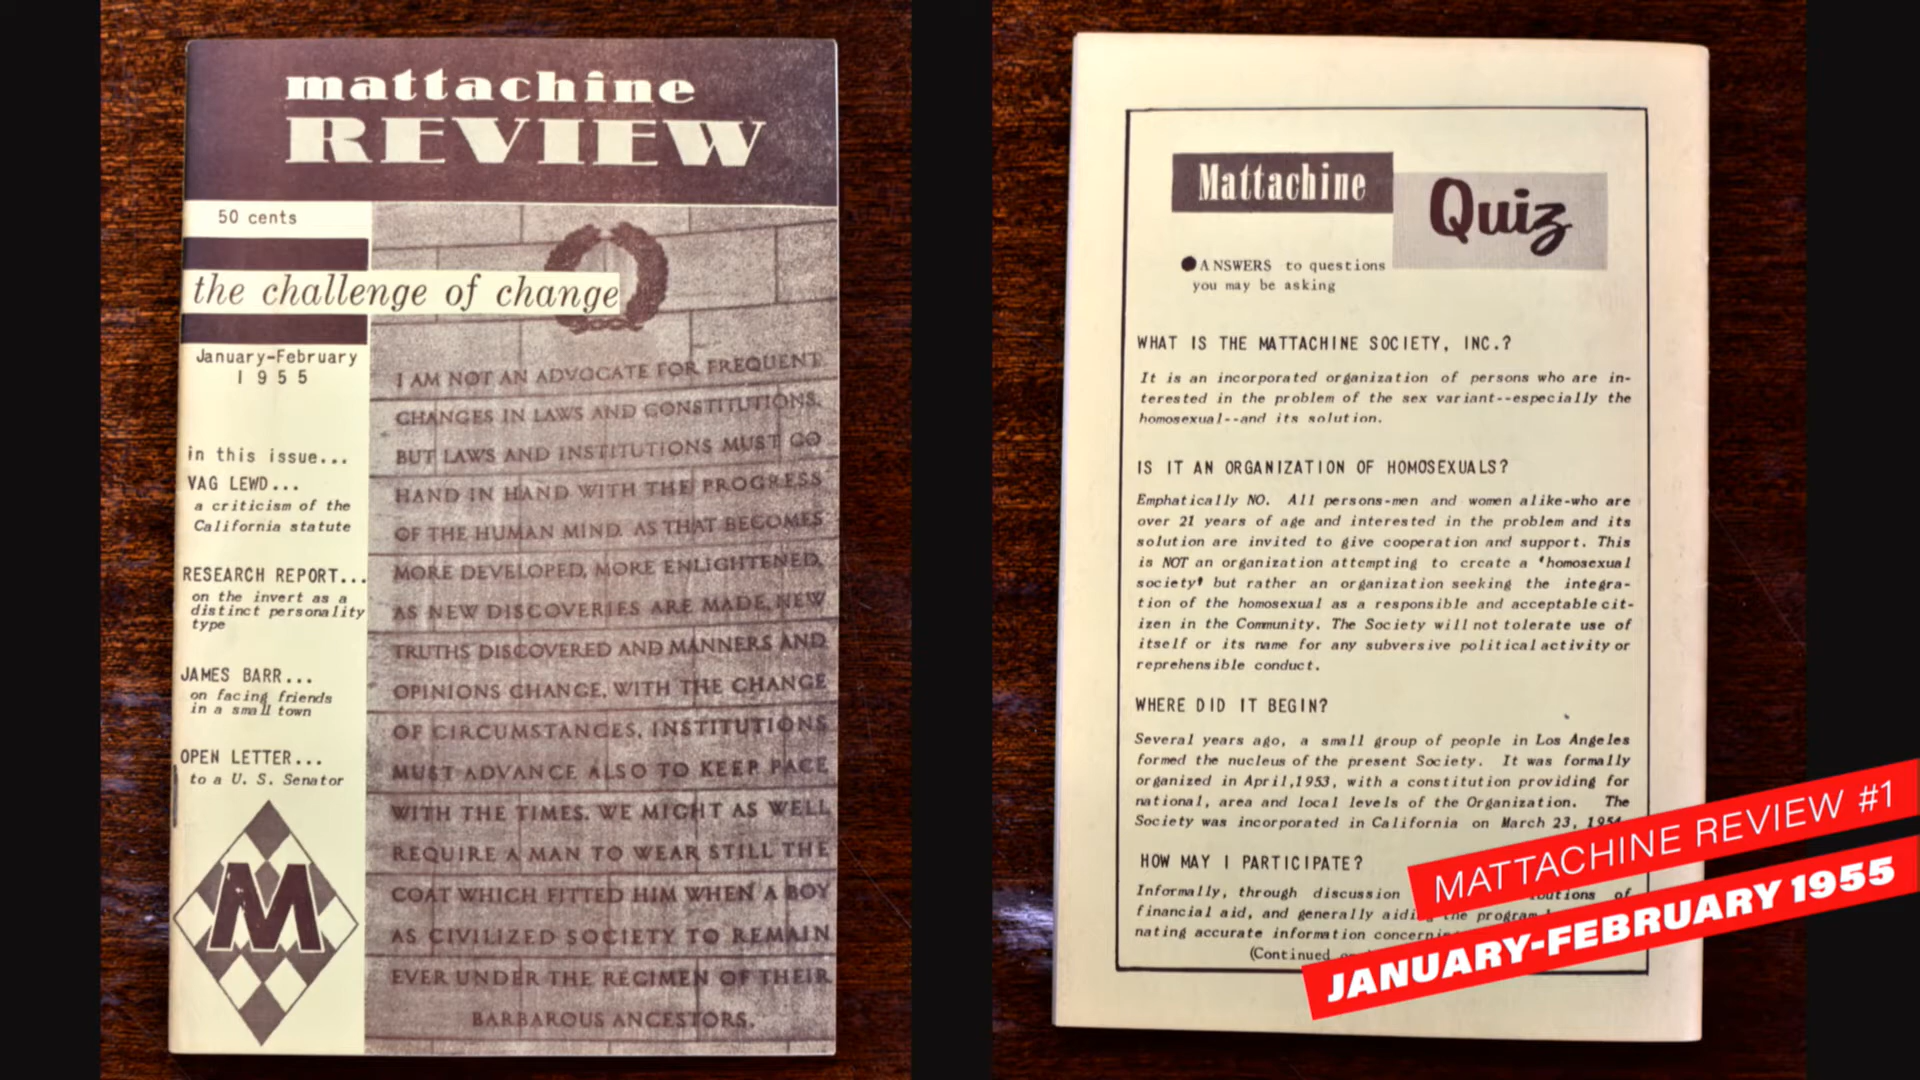 mattachine
REVIEW
50 cents
the challenge of change
January-February
1955
in this issue...
VAG LEWD...
a criticism of the
California statute
RESEARCH REPORT...
on the invert as a
distinct personality
type
JAMES BARR...
on facing friends
in a small town
OPEN LETTER...
to a U. S. Senator
M
I AM NOT AN ADVOCATE FOR FREQUENT
CHANGES IN LAWS AND CONSTITUTIONS,
BUT LAWS AND INSTITUTIONS MUST GO
HAND IN HAND WITH THE PROGRESS
OF THE HUMAN MIND. AS THAT BECOMES
MORE DEVELOPED, MORE ENLIGHTENED,
AS NEW DISCOVERIES ARE MADE, NEW
TRUTHS DISCOVERED AND MANNERS AND
OPINIONS CHANGE, WITH THE CHANGE
OF CIRCUMSTANCES, INSTITUTIONS
MUST ADVANCE ALSO TO KEEP PACE
WITH THE TIMES. WE MIGHT AS WELL
REQUIRE A MAN TO WEAR STILL THE
COAT WHICH FITTED HIM WHEN A BOY
AS CIVILIZED SOCIETY TO REMAIN
EVER UNDER THE REGIMEN OF THEIR
BARBAROUS ANCESTORS.
Mattachine
Quiz
ANSWERS to questions
you may be asking
WHAT IS THE MATTACHINE SOCIETY, INC.?
It is an incorporated organization of persons who are in-
terested in the problem of the sex variant--especially the
homosexual--and its solution.
IS IT AN ORGANIZATION OF HOMOSEXUALS?
Emphatically NO. All persons-men and women alike-who are
over 21 years of age and interested in the problem and its
solution are invited to give cooperation and support. This
is NOT an organization attempting to create a 'homosexual
society' but rather an organization seeking the integra-
tion of the homosexual as a responsible and acceptable cit-
izen in the Community. The Society will not tolerate use of
itself or its name for any subversive political activity or
reprehensible conduct.
WHERE DID IT BEGIN?
Several years ago, a small group of people in Los Angeles
formed the nucleus of the present Society. It was formally
organized in April,1953, with a constitution providing for
national, area and local levels of the Organization. The
Society was incorporated in California on March 23, 1954
HOW MAY I PARTICIPATE?
Informally, through discussion of
financial aid, and generally the program
nating accurate information
(Continued
MATTACHINE REVIEW #1
JANUARY-FEBRUARY 1955